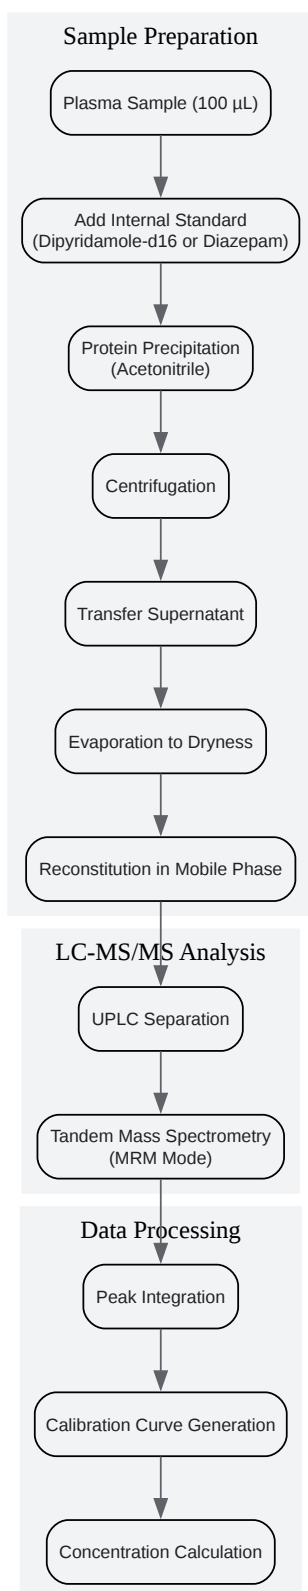 Sample Preparation
Plasma Sample (100 µL)
Add Internal Standard
(Dipyridamole-d16 or Diazepam)
Protein Precipitation
(Acetonitrile)
Centrifugation
Transfer Supernatant
Evaporation to Dryness
Reconstitution in Mobile Phase
LC-MS/MS Analysis
UPLC Separation
Tandem Mass Spectrometry
(MRM Mode)
Data Processing
Peak Integration
Calibration Curve Generation
Concentration Calculation